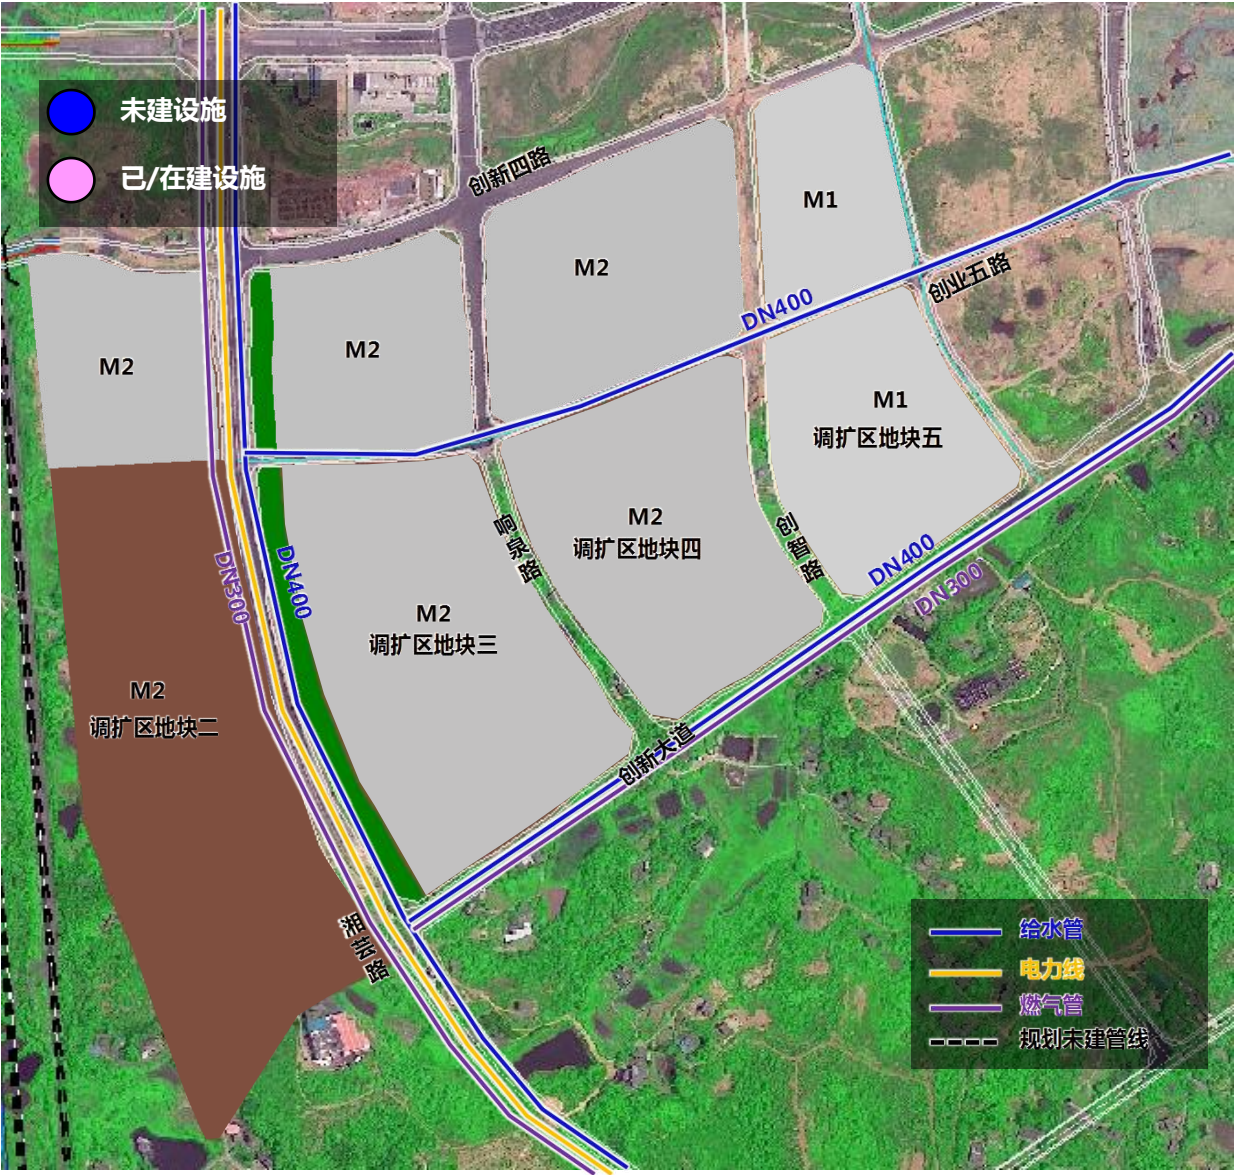 未建设施
已/在建设施
创新四路
M1
M2
创业五路
DN400
M2
M2
M1
调扩区地块五
M2
调扩区地块四
响泉路
创智路
DN300
DN400
DN400
DN300
M2
调扩区地块三
M2
调扩区地块二
创新大道
湘芸路
给水管
电力线
燃气管
规划未建管线